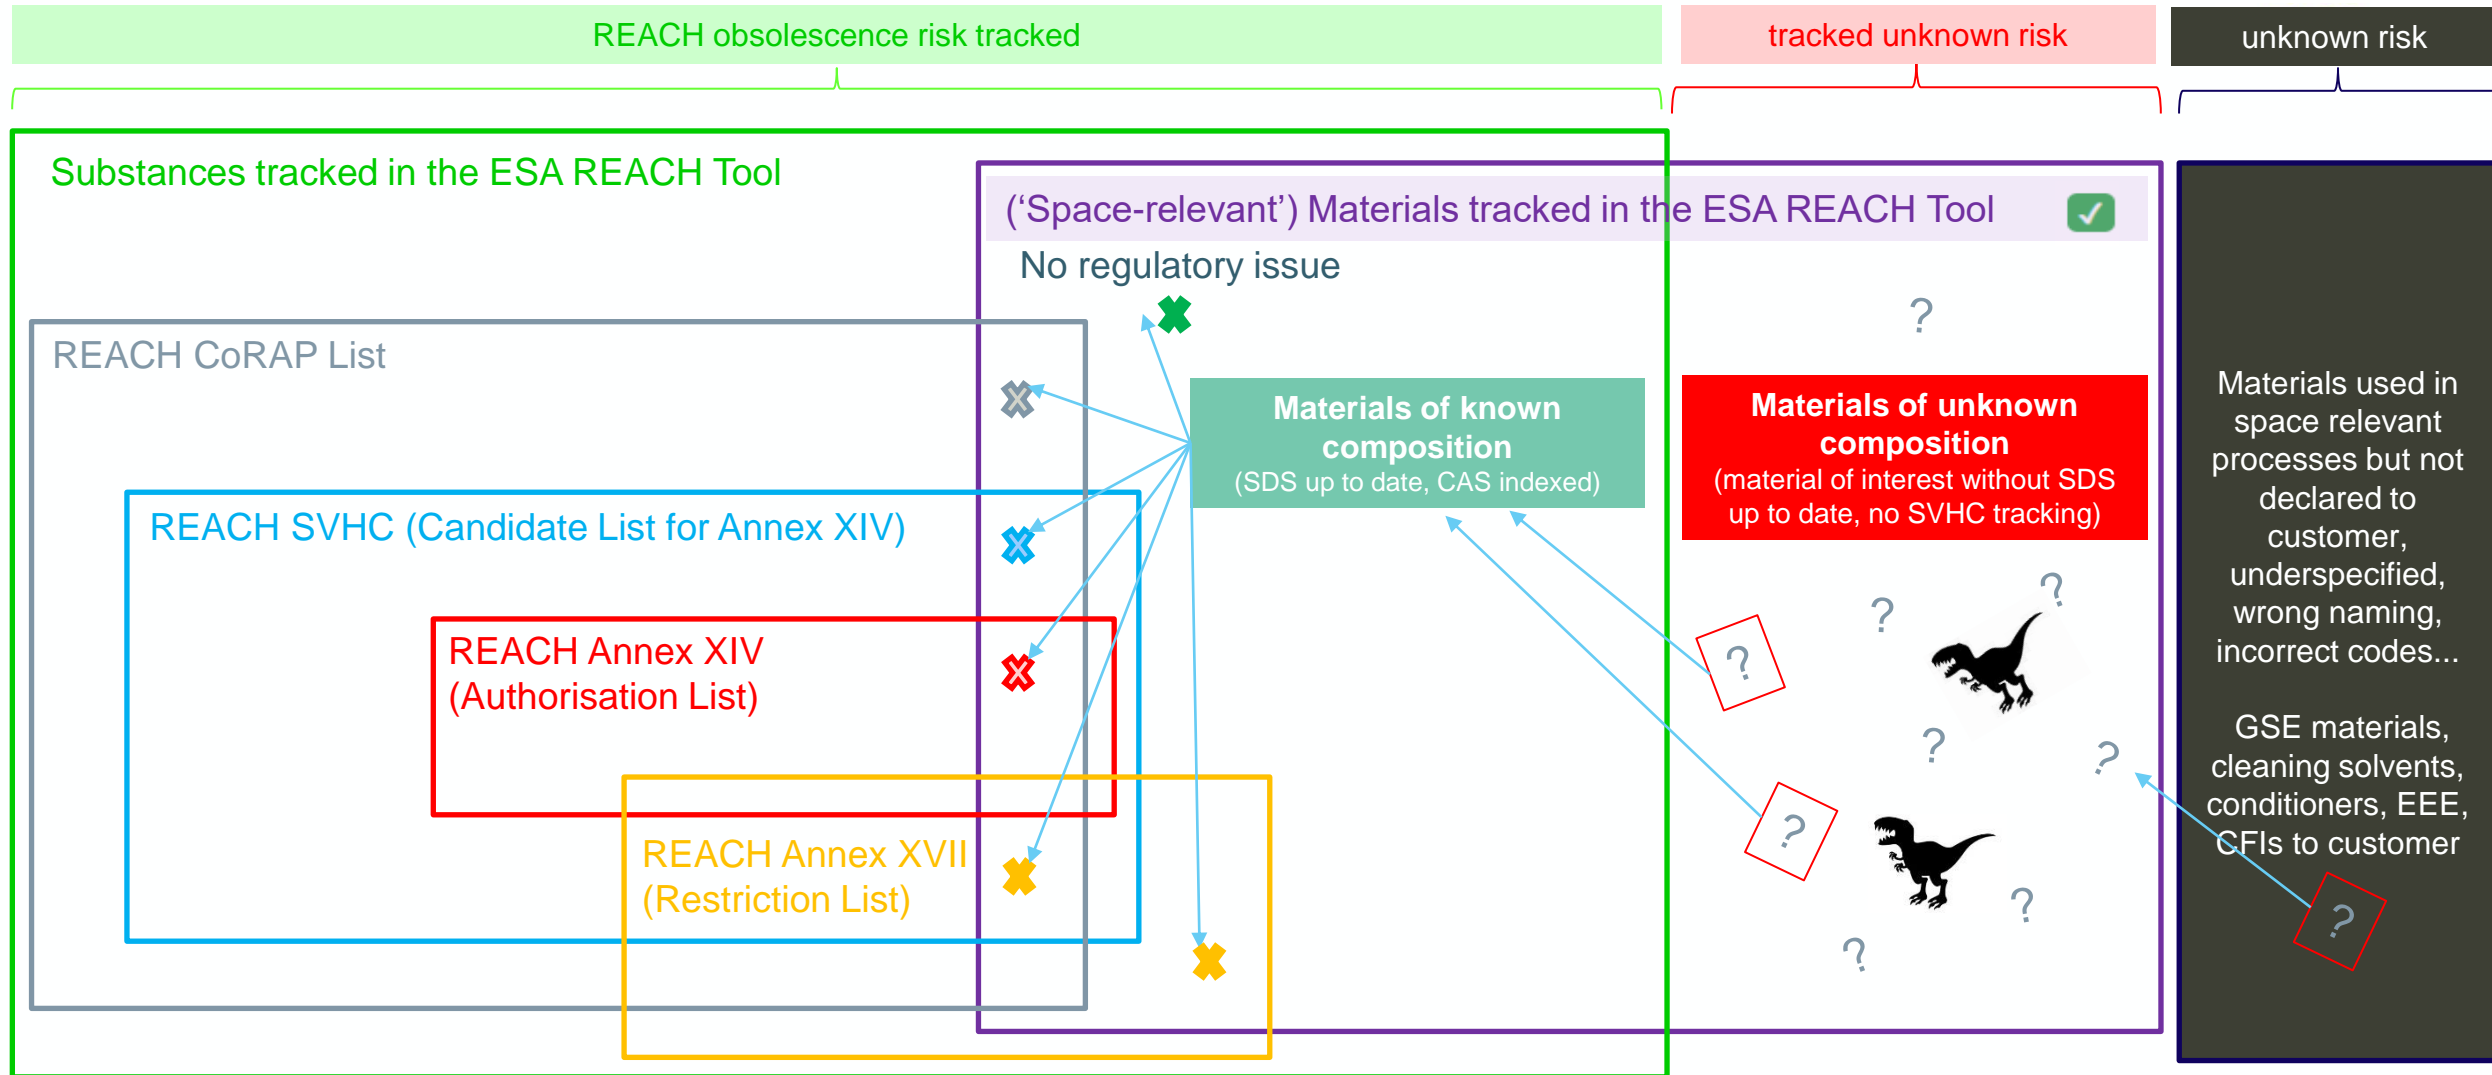 REACH obsolescence risk tracked
tracked unknown risk
unknown risk
Substances tracked in the ESA REACH Tool
(‘Space-relevant’) Materials tracked in the ESA REACH Tool
No regulatory issue
?
REACH CoRAP List
Materials of known
composition
(SDS up to date, CAS indexed)
Materials of unknown
composition
(material of interest without SDS
up to date, no SVHC tracking)
Materials used in
space relevant
processes but not
declared to
customer,
underspecified,
wrong naming,
incorrect codes...
GSE materials,
cleaning solvents,
conditioners, EEE,
CFIs to customer
REACH SVHC (Candidate List for Annex XIV)
REACH Annex XIV
(Authorisation List)
REACH Annex XVII
(Restriction List)
?
?
?
?
?
?
?
?
?